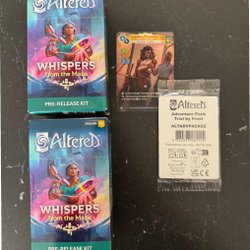 Altered
WHISPERS
from the Maze
PRE-RELEASE KIT
Altered
WHISPERS
from the Maze
PRE-RELEASE KIT
Altered
Adventure Pack
Trial by Frost
ALTADVPACK02